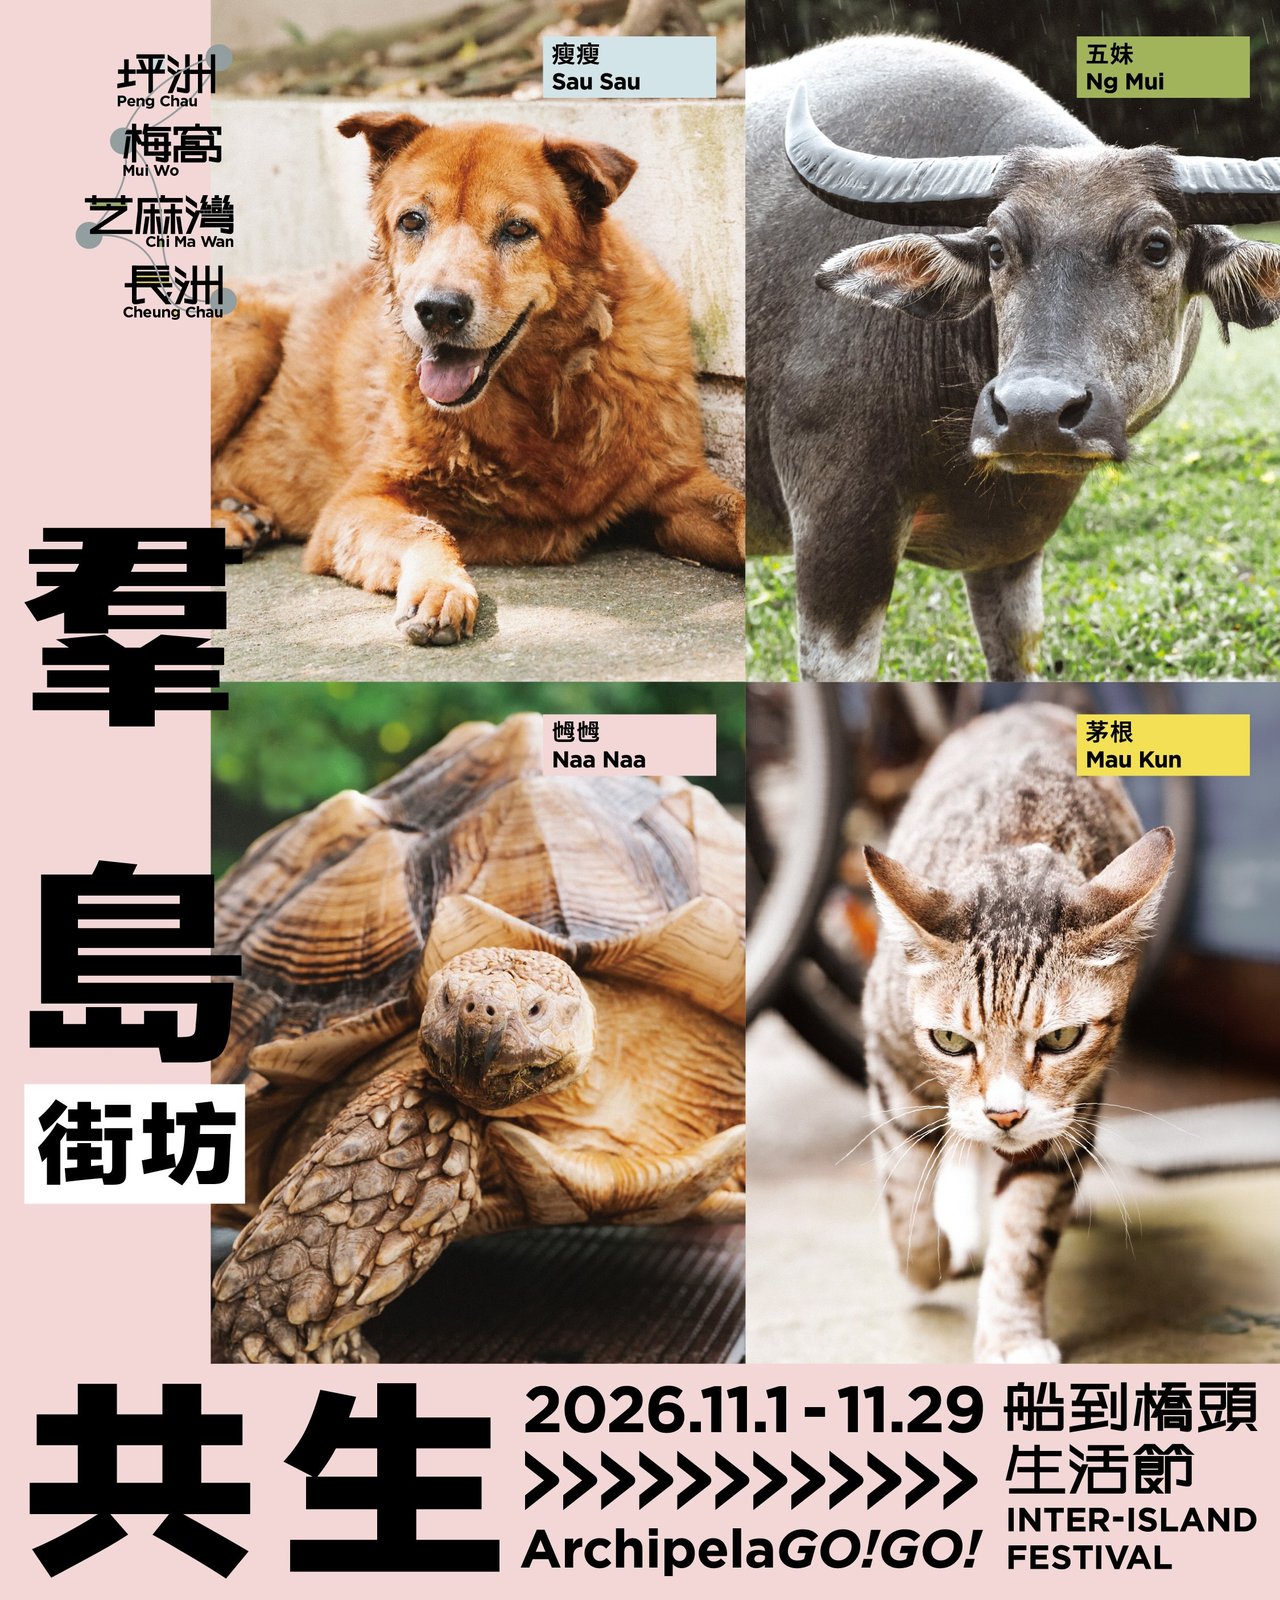 坪洲
Peng Chau
梅窩
Mui Wo
芝麻灣
Chi Ma Wan
長洲
Cheung Chau
瘦瘦
Sau Sau
五妹
Ng Mui
乸乸
Naa Naa
茅根
Mau Kun
羣島
街坊
共生
2026.11.1 - 11.29
>>>>>>>>>>>>
ArchipelaGO!GO!
船到橋頭
生活節
INTER-ISLAND
FESTIVAL